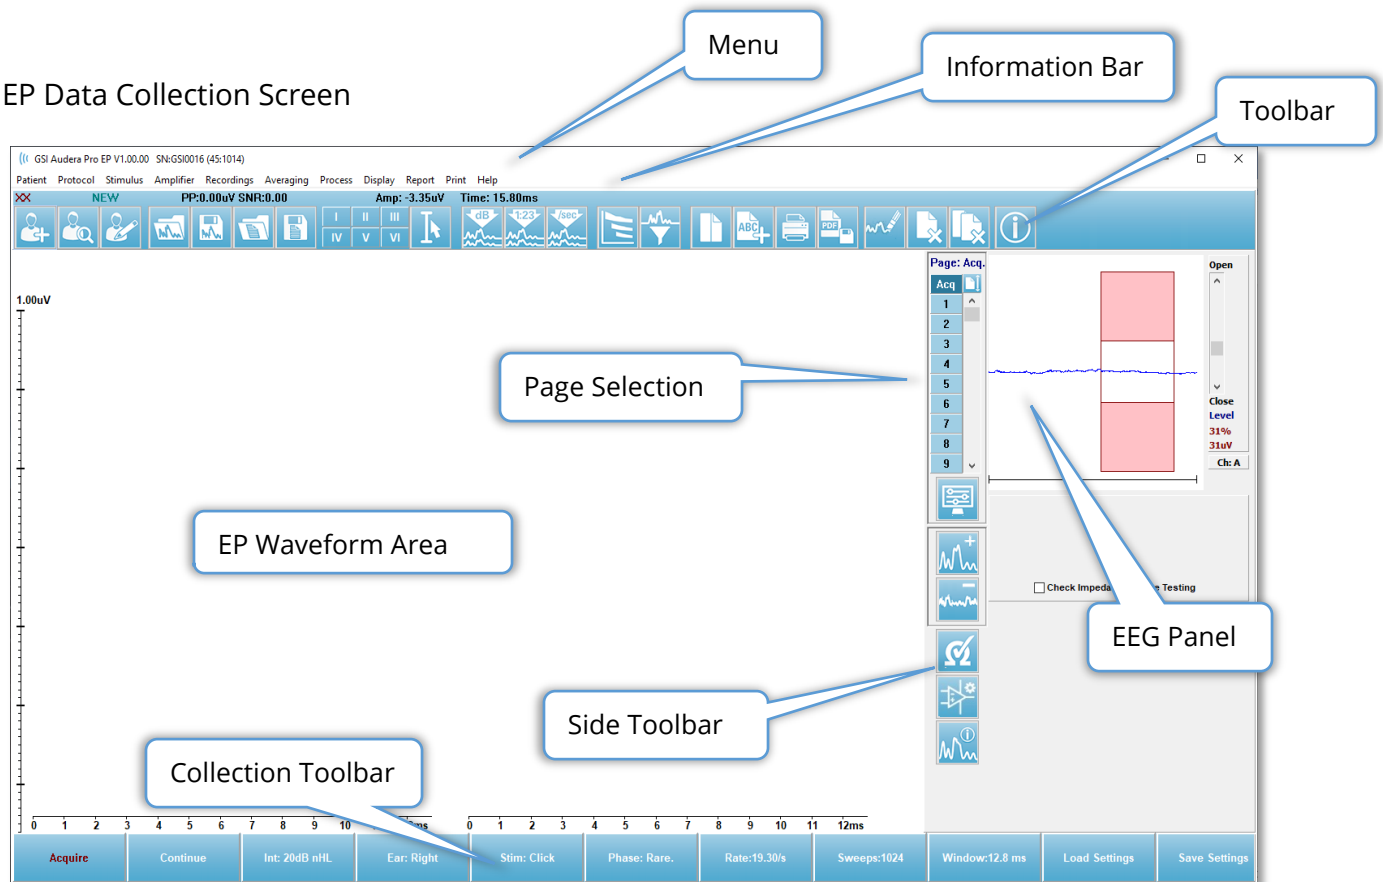 Menu
Information Bar
EP Data Collection Screen
Toolbar
GSI Audera Pro EP V1.00.00 SN:GSI0016 (45:1014)
Patient Protocol Stimulus Amplifier Recordings Averaging Process Display Report Print Help
XX NEW PP:0.00uV SNR:0.00 Amp: -3.35uV Time: 15.80ms
I II III
IV V VI
dB 1:23 /sec
ABC
PDF
Page: Acq.
Open
Acq
1.00uV
1
2
3
4
5
6
7
8
9
Page Selection
Close
Level
31%
31uV
Ch: A
EP Waveform Area
Check Impeda Testing
EEG Panel
Side Toolbar
Collection Toolbar
0 1 2 3 4 5 6 7 8 9 10 ms
0 1 2 3 4 5 6 7 8 9 10 11 12ms
Acquire Continue Int: 20dB nHL Ear: Right Stim: Click Phase: Rare. Rate:19.30/s Sweeps:1024 Window:12.8 ms Load Settings Save Settings